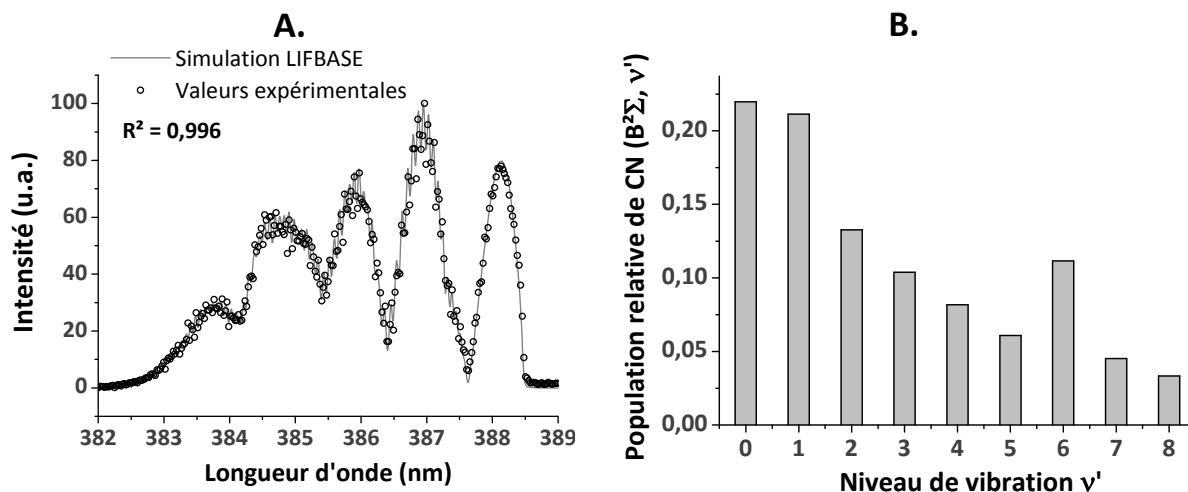 A.
Simulation LIFBASE
Valeurs expérimentales
R² = 0,996
Intensité (u.a.)
100
80
60
40
20
0
382 383 384 385 386 387 388 389
Longueur d'onde (nm)
B.
Population relative de CN (B²Σ, ν')
0,20
0,15
0,10
0,05
0,00
0 1 2 3 4 5 6 7 8
Niveau de vibration ν'